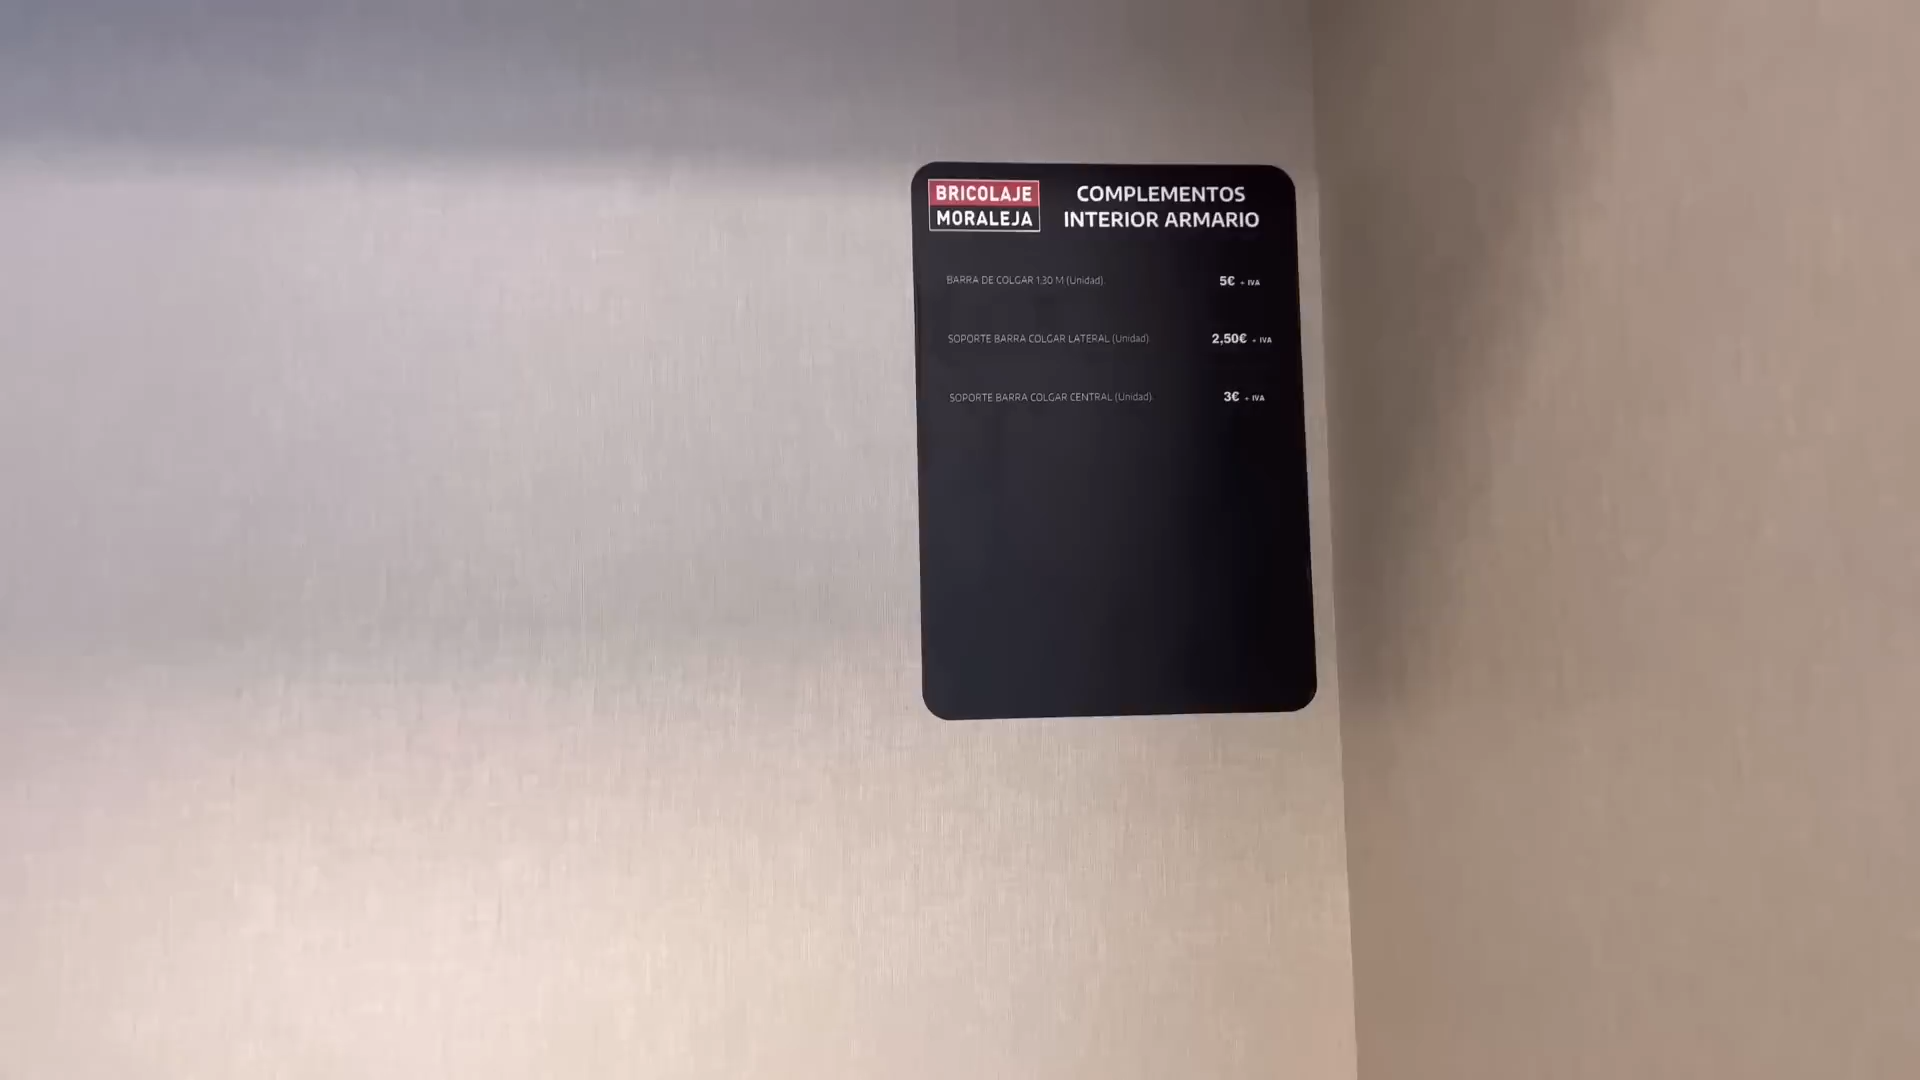 BRICOLAJE
MORALEJA
COMPLEMENTOS
INTERIOR ARMARIO
BARRA DE COLGAR 1,30 M (Unidad). 5€ + IVA
SOPORTE BARRA COLGAR LATERAL (Unidad). 2,50€ + IVA
SOPORTE BARRA COLGAR CENTRAL (Unidad). 3€ + IVA